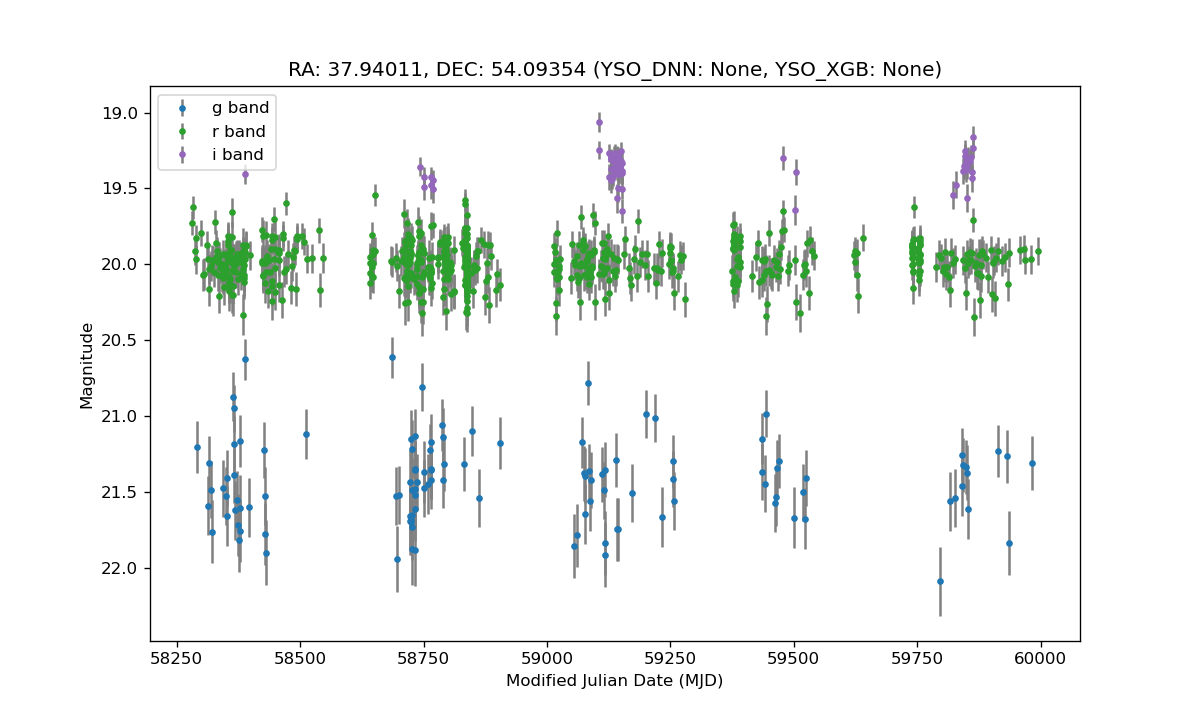 RA: 37.94011, DEC: 54.09354 (YSO_DNN: None, YSO_XGB: None)
g band
r band
i band
19.0
19.5
20.0
20.5
21.0
21.5
22.0
Magnitude
58250 58500 58750 59000 59250 59500 59750 60000
Modified Julian Date (MJD)